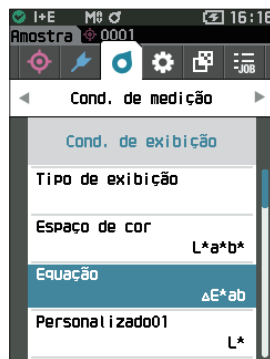 I+E M0 16:18
Amostra 0001
-JOB
Cond. de medição
Cond. de exibição
Tipo de exibição
Espaço de cor
L*a*b*
Equação
ΔE*ab
Personalizado01
L*